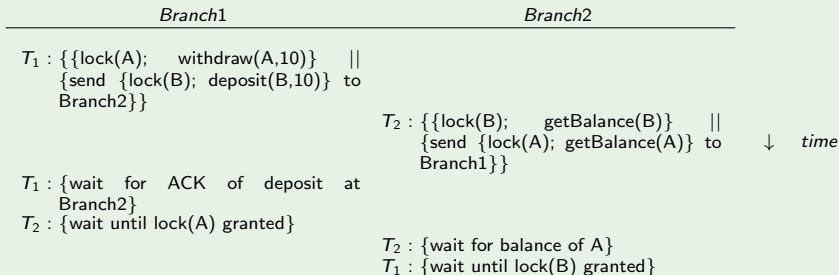 Branch1 Branch2
T1 : {{lock(A); withdraw(A,10)} ||
{send {lock(B); deposit(B,10)} to
Branch2}}
T2 : {{lock(B); getBalance(B)} ||
{send {lock(A); getBalance(A)} to ↓ time
Branch1}}
T1 : {wait for ACK of deposit at
Branch2}
T2 : {wait until lock(A) granted}
T2 : {wait for balance of A}
T1 : {wait until lock(B) granted}